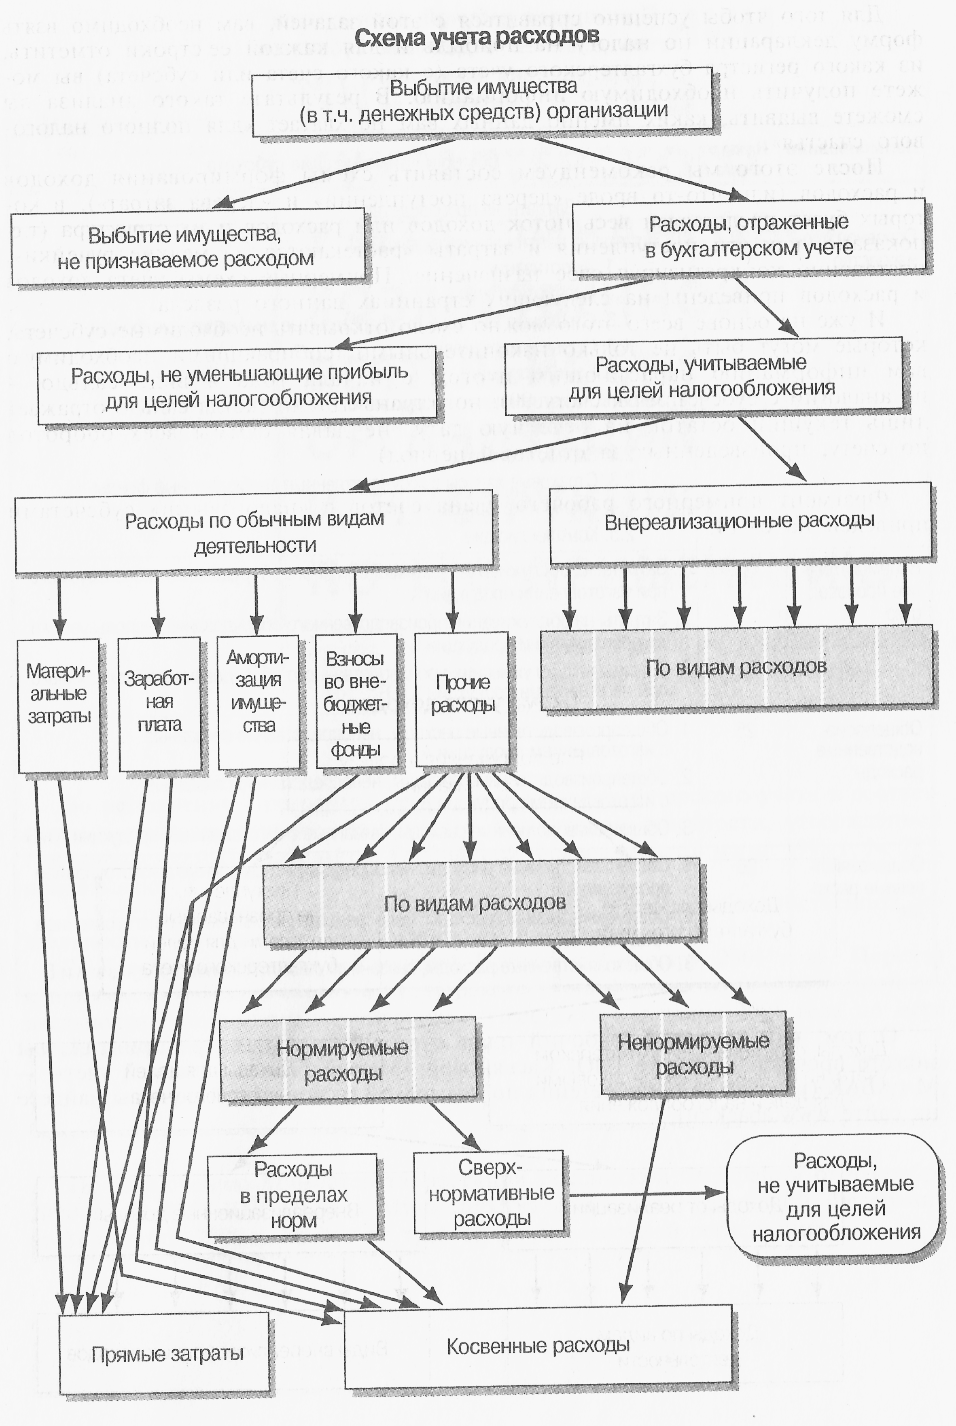 Схема учета расходов
Выбытие имущества
(в т.ч. денежных средств) организации
Выбытие имущества,
не признаваемое расходом
Расходы, отраженные
в бухгалтерском учете
Расходы, не уменьшающие прибыль
для целей налогообложения
Расходы, учитываемые
для целей налогообложения
Расходы по обычным видам
деятельности
Внереализационные расходы
Матери-
альные
затраты
Заработ-
ная
плата
Аморти-
зация
имуще-
ства
Взносы
во вне-
бюджет-
ные
фонды
Прочие
расходы
По видам расходов
По видам расходов
Нормируемые
расходы
Ненормируемые
расходы
Расходы
в пределах
норм
Сверх-
нормативные
расходы
Расходы,
не учитываемые
для целей
налогообложения
Прямые затраты
Косвенные расходы